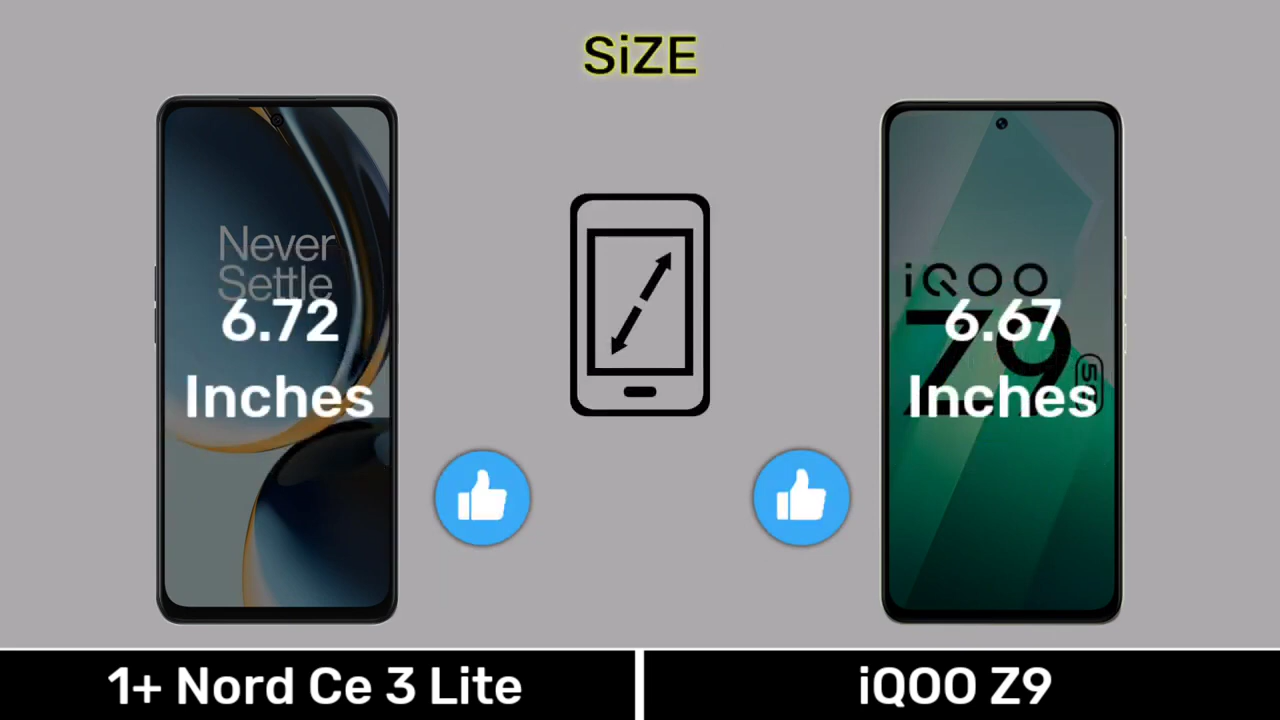 SiZE
Never
Settle
6.72
Inches
iQOO
Z9
5G
6.67
Inches
1+ Nord Ce 3 Lite
iQOO Z9